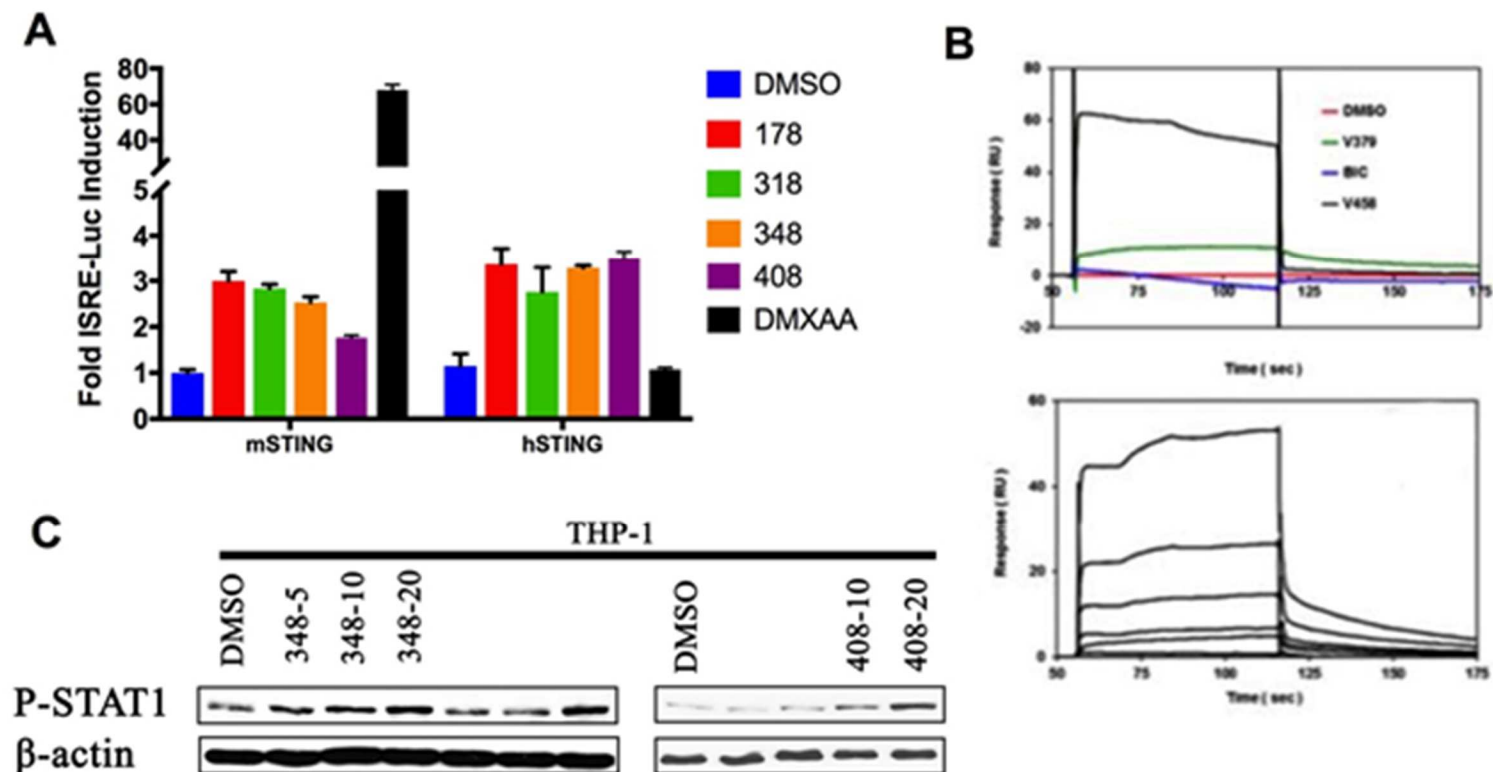 A
Fold ISRE-Luc Induction
80
60
40
5
4
3
2
1
0
mSTING
hSTING
DMSO
178
318
348
408
DMXAA
B
Response ( RU )
80
60
40
20
0
-20
50
75
100
125
150
175
DMSO
V379
BIC
V458
Time ( sec )
Response ( RU )
60
40
20
0
50
75
100
125
150
175
Time ( sec )
C
THP-1
DMSO
348-5
348-10
348-20
DMSO
408-10
408-20
P-STAT1
β-actin